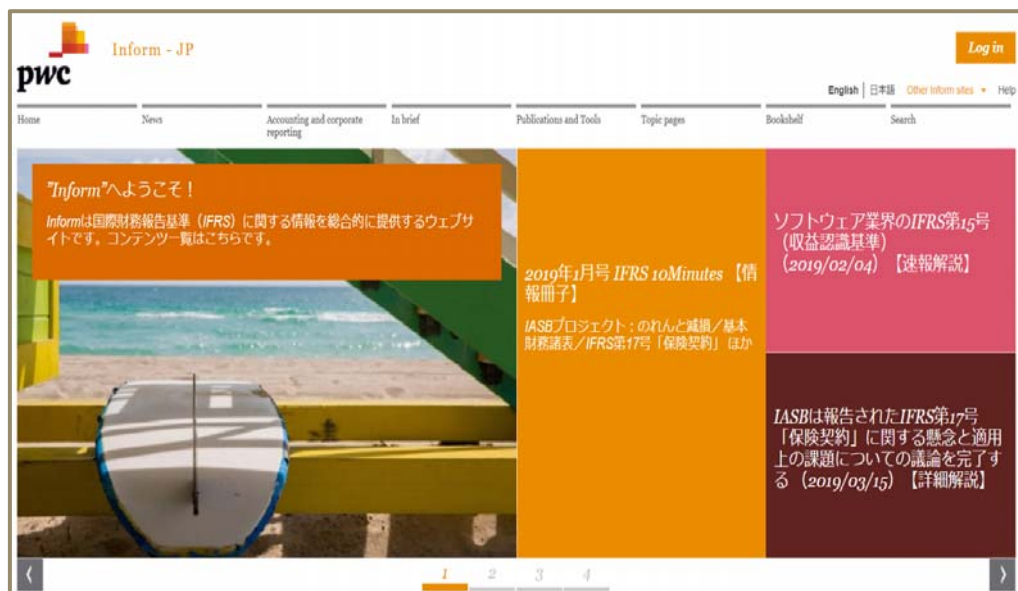 pwc
Inform - JP
Log in
English | 日本語 Other Inform sites Help
Home
News
Accounting and corporate
reporting
In brief
Publications and Tools
Topic pages
Bookshelf
Search
"Inform"へようこそ！
Informは国際財務報告基準（IFRS）に関する情報を総合的に提供するウェブサ
イトです。コンテンツ一覧はこちらです。
2019年1月号 IFRS 10Minutes 【情
報冊子】
IASBプロジェクト：のれんと減損／基本
財務諸表／IFRS第17号「保険契約」ほか
ソフトウェア業界のIFRS第15号
（収益認識基準）
（2019/02/04）【速報解説】
IASBは報告されたIFRS第17号
「保険契約」に関する懸念と適用
上の課題についての議論を完了す
る（2019/03/15）【詳細解説】
1 2 3 4